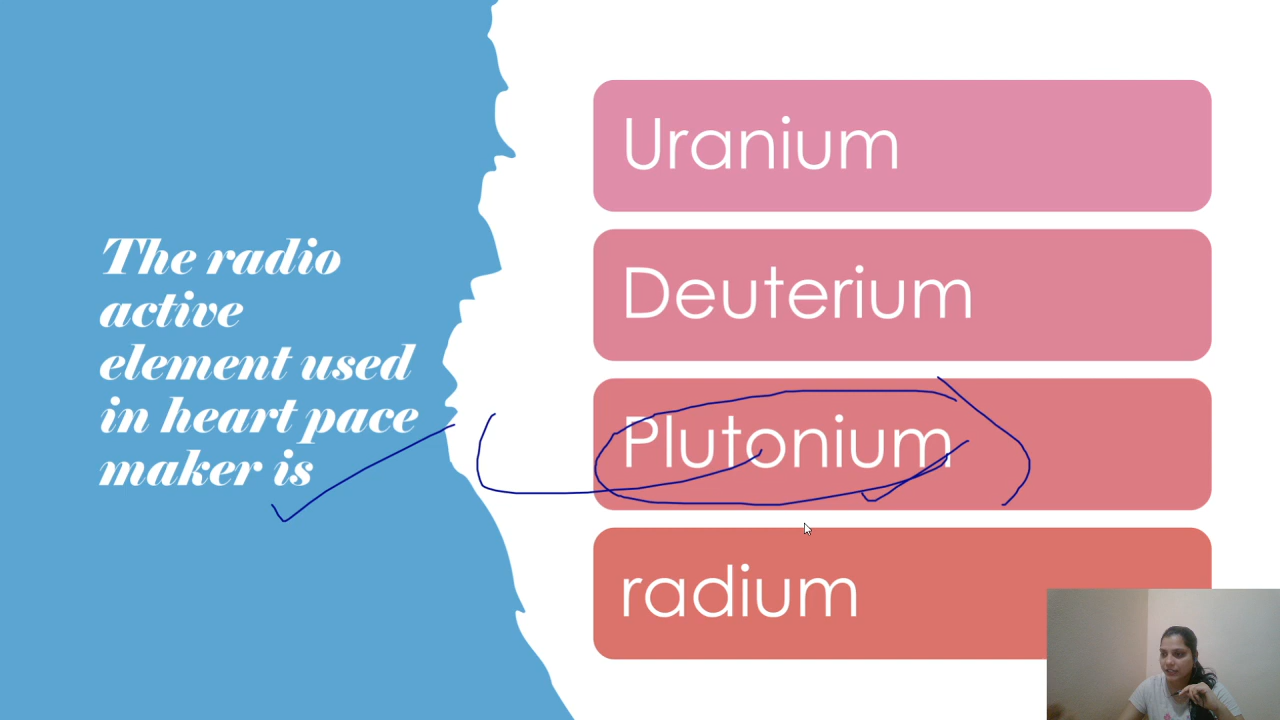 The radio
active
element used
in heart pace
maker is
Uranium
Deuterium
Plutonium
radium